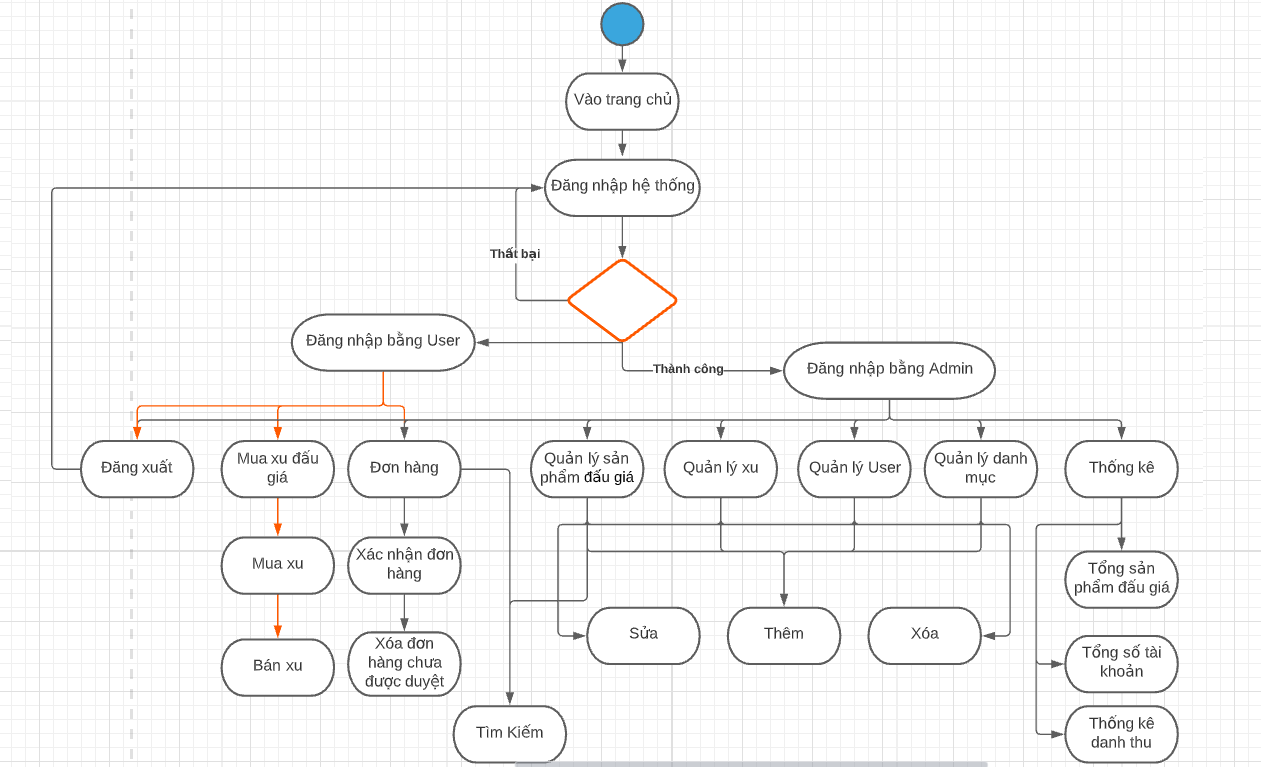 Vào trang chủ
Đăng nhập hệ thống
Thất bại
Đăng nhập bằng User
Thành công
Đăng nhập bằng Admin
Đăng xuất
Mua xu đấu
giá
Đơn hàng
Quản lý sản
phẩm đấu giá
Quản lý xu
Quản lý User
Quản lý danh
mục
Thống kê
Mua xu
Xác nhận đơn
hàng
Tổng sản
phẩm đấu giá
Bán xu
Xóa đơn
hàng chưa
được duyệt
Sửa
Thêm
Xóa
Tổng số tài
khoản
Tìm Kiếm
Thống kê
danh thu